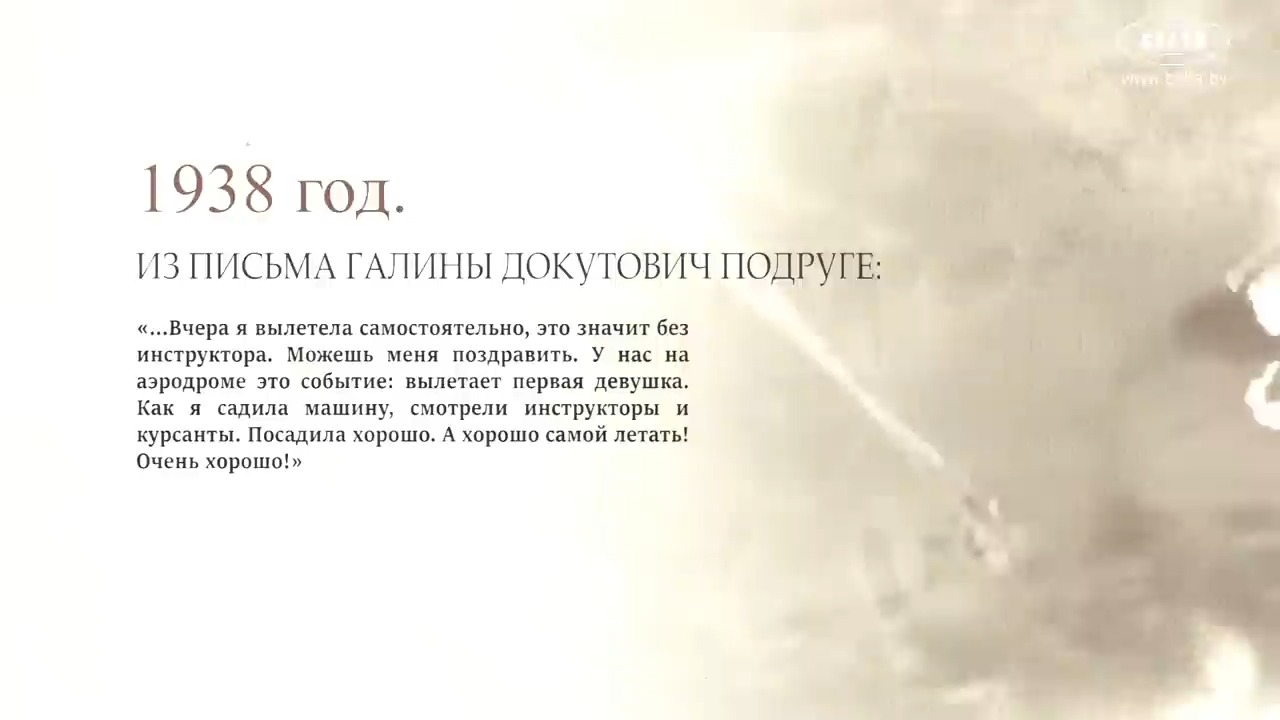 1938 год.
ИЗ ПИСЬМА ГАЛИНЫ ДОКУТОВИЧ ПОДРУГЕ:
«...Вчера я вылетела самостоятельно, это значит без
инструктора. Можешь меня поздравить. У нас на
аэродроме это событие: вылетает первая девушка.
Как я садила машину, смотрели инструкторы и
курсанты. Посадила хорошо. А хорошо самой летать!
Очень хорошо!»